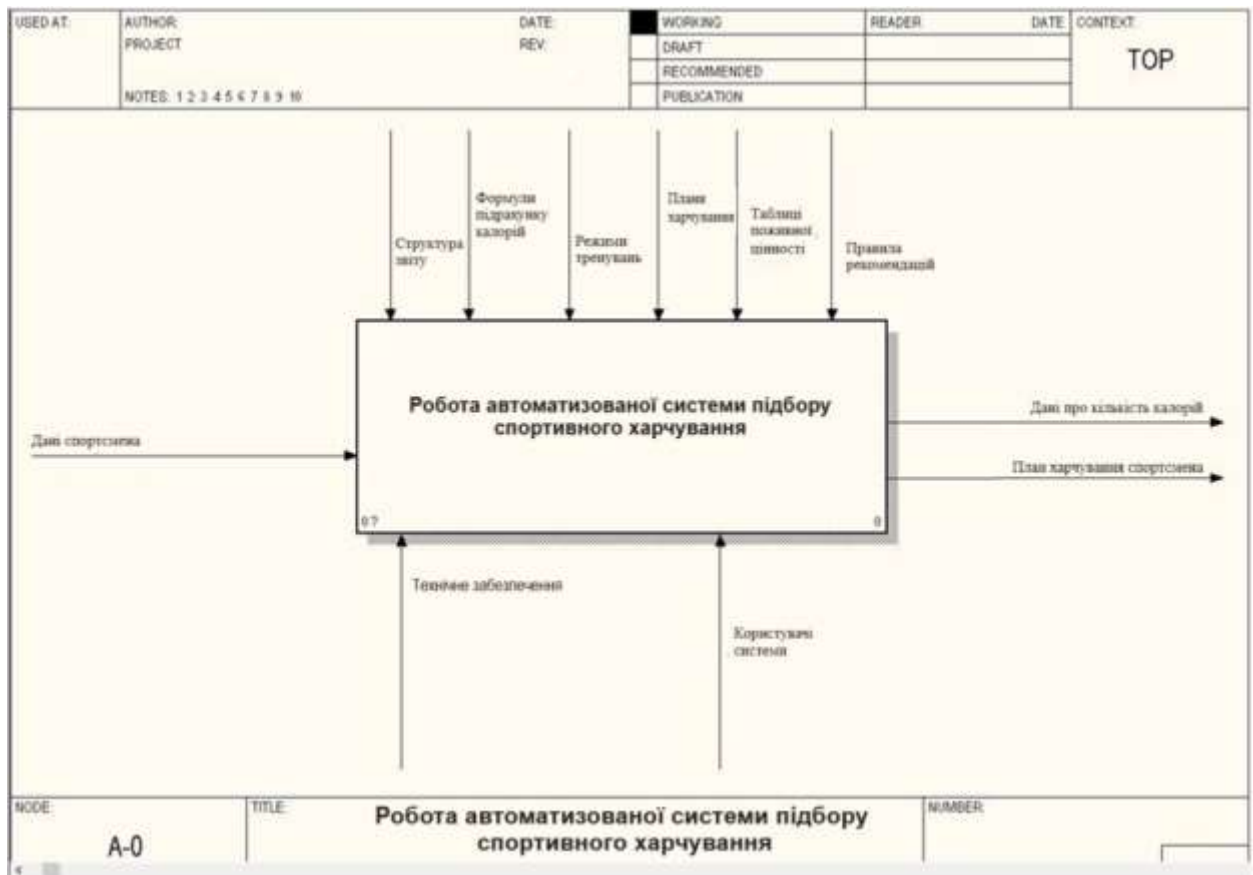 USED AT:
AUTHOR:
DATE:
PROJECT
REV:
NOTES: 1 2 3 4 5 6 7 8 9 10
WORKING
DRAFT
RECOMMENDED
PUBLICATION
READER
DATE
CONTEXT:
TOP
Структура
звіту
Формули
підрахунку
калорій
Режими
тренувань
Плани
харчування
Таблиці
поживної
цінності
Правила
рекомендацій
Дані спортсмена
Робота автоматизованої системи підбору
спортивного харчування
0 ?
0
Дані про кількість калорій
План харчування спортсмена
Технічне забезпечення
Користувачі
системи
NODE:
A-0
TITLE:
Робота автоматизованої системи підбору
спортивного харчування
NUMBER: